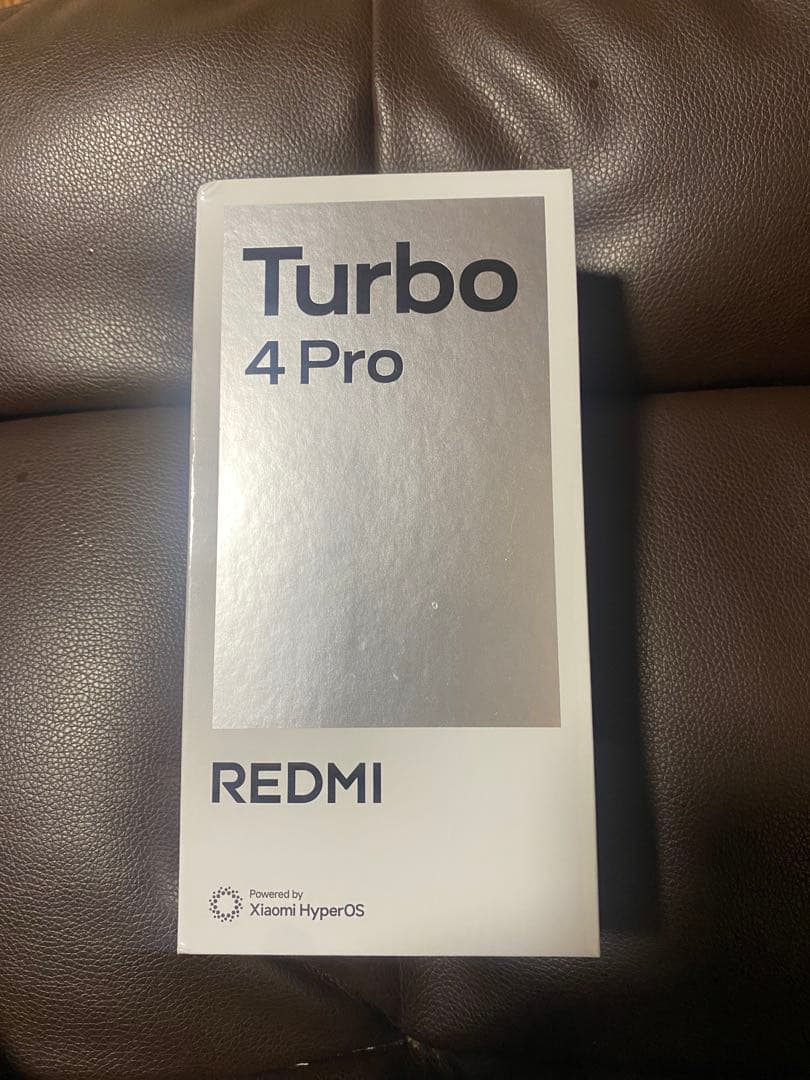 Turbo
4 Pro
REDMI
Powered by
Xiaomi HyperOS